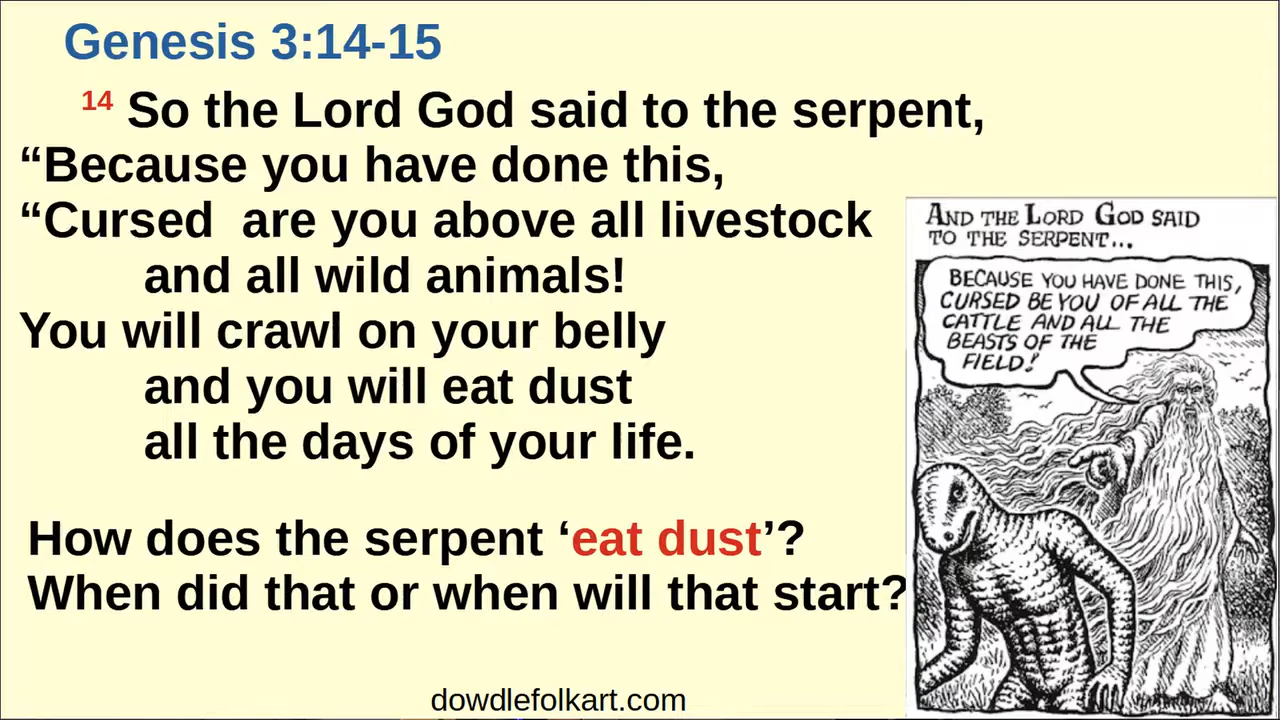 Genesis 3:14-15
14 So the Lord God said to the serpent,
“Because you have done this,
“Cursed  are you above all livestock
and all wild animals!
You will crawl on your belly
and you will eat dust
all the days of your life.
How does the serpent ‘eat dust’?
When did that or when will that start?
AND THE LORD GOD SAID
TO THE SERPENT...
BECAUSE YOU HAVE DONE THIS,
CURSED BE YOU OF ALL THE
CATTLE AND ALL THE
BEASTS OF THE
FIELD!
dowdlefolkart.com